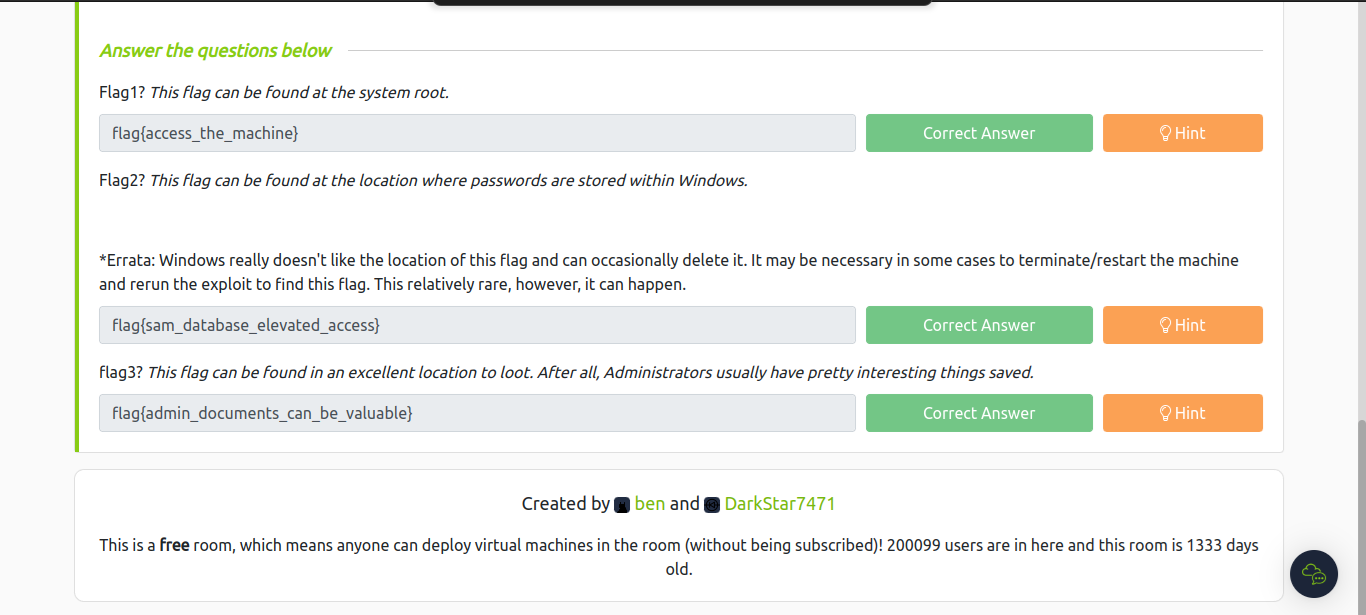 Answer the questions below
Flag1? This flag can be found at the system root.
flag{access_the_machine}
Correct Answer
Hint
Flag2? This flag can be found at the location where passwords are stored within Windows.
*Errata: Windows really doesn't like the location of this flag and can occasionally delete it. It may be necessary in some cases to terminate/restart the machine
and rerun the exploit to find this flag. This relatively rare, however, it can happen.
flag{sam_database_elevated_access}
Correct Answer
Hint
flag3? This flag can be found in an excellent location to loot. After all, Administrators usually have pretty interesting things saved.
flag{admin_documents_can_be_valuable}
Correct Answer
Hint
Created by ben and DarkStar7471
This is a free room, which means anyone can deploy virtual machines in the room (without being subscribed)! 200099 users are in here and this room is 1333 days
old.